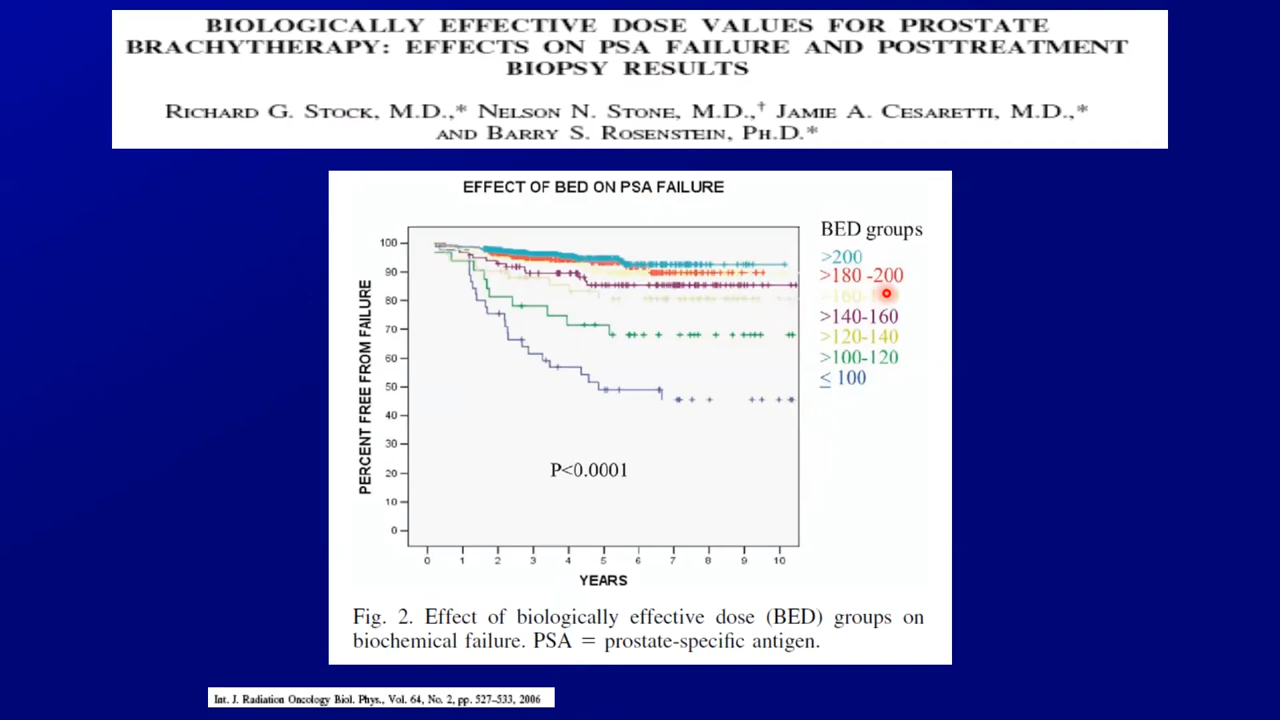 BIOLOGICALLY EFFECTIVE DOSE VALUES FOR PROSTATE
BRACHYTHERAPY: EFFECTS ON PSA FAILURE AND POSTTREATMENT
BIOPSY RESULTS
RICHARD G. STOCK, M.D.,* NELSON N. STONE, M.D.,† JAMIE A. CESARETTI, M.D.,*
AND BARRY S. ROSENSTEIN, PH.D.*
EFFECT OF BED ON PSA FAILURE
PERCENT FREE FROM FAILURE
100
90
80
70
60
50
40
30
20
10
0
P<0.0001
0 1 2 3 4 5 6 7 8 9 10
YEARS
BED groups
>200
>180 -200
>160-
>140-160
>120-140
>100-120
≤ 100
Fig. 2. Effect of biologically effective dose (BED) groups on
biochemical failure. PSA = prostate-specific antigen.
Int. J. Radiation Oncology Biol. Phys., Vol. 64, No. 2, pp. 527–533, 2006